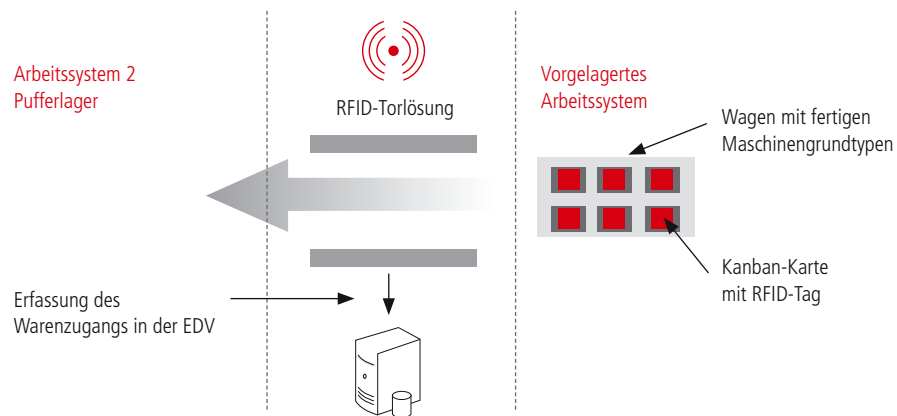 Arbeitssystem 2
Pufferlager
RFID-Torlösung
Vorgelagertes
Arbeitssystem
Wagen mit fertigen
Maschinengrundtypen
Kanban-Karte
mit RFID-Tag
Erfassung des
Warenzugangs in der EDV